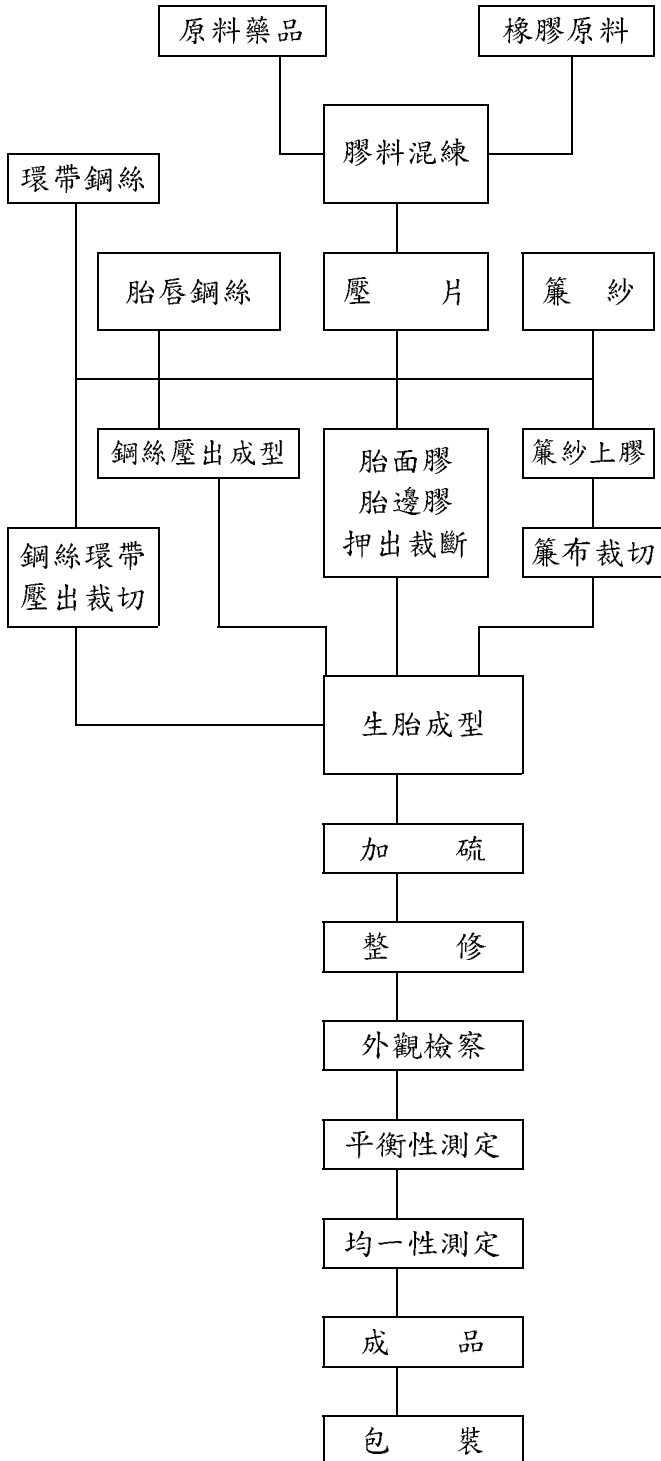 原料藥品
橡膠原料
膠料混練
環帶鋼絲
胎唇鋼絲
壓 片
簾 紗
鋼絲壓出成型
胎面膠
胎邊膠
押出裁斷
簾紗上膠
鋼絲環帶
壓出裁切
簾布裁切
生胎成型
加 硫
整 修
外觀檢察
平衡性測定
均一性測定
成 品
包 裝